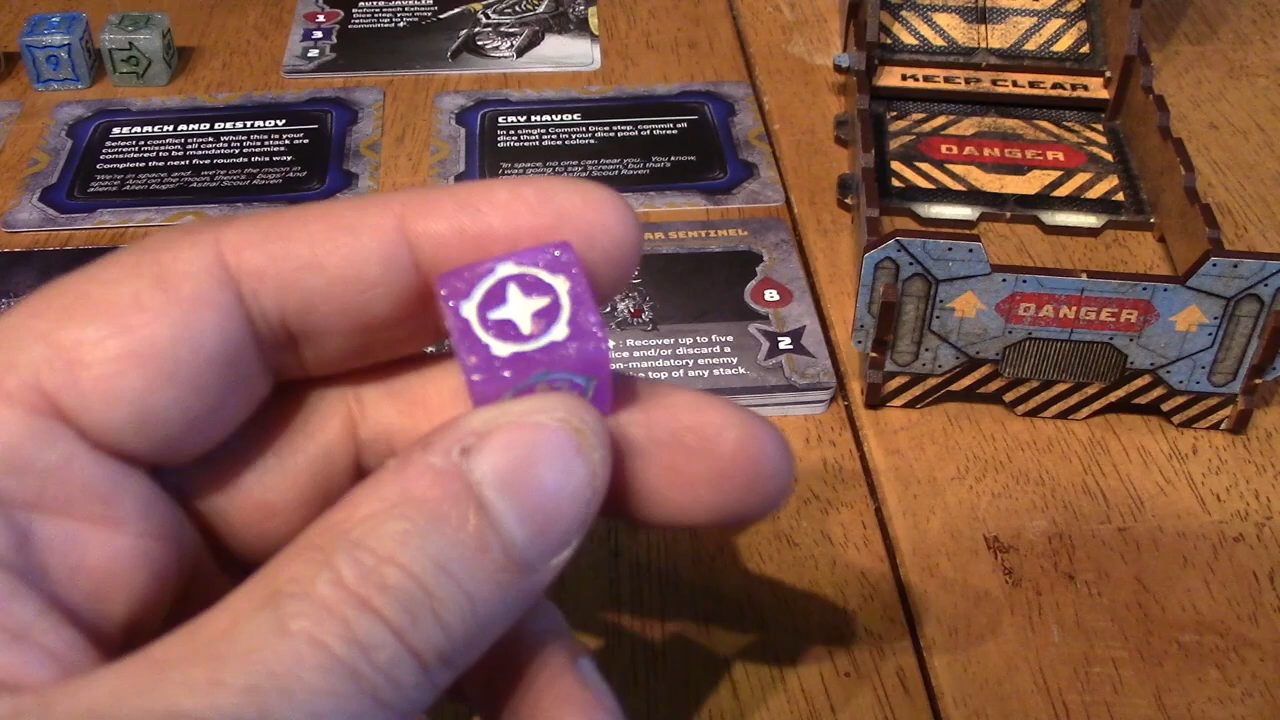 AUTO-JAVELIN
Before each Exhaust
Dice step, you may
return up to two
committed
1
3
2
SEARCH AND DESTROY
Select a conflict stack. While this is your
current mission, all cards in this stack are
considered to be mandatory enemies.
Complete the next five rounds this way.
"We're in space, and... we're on the moon in
space. And on the moon, there's... bugs! And
aliens. Alien bugs!" - Astral Scout Raven
CRY HAVOC
In a single Commit Dice step, commit all
dice that are in your dice pool of three
different dice colors.
"In space, no one can hear you... You know,
I was going to say 'scream,' but that's
- Astral Scout Raven
AR SENTINEL
8
2
: Recover up to five
ice and/or discard a
on-mandatory enemy
the top of any stack.
KEEP CLEAR
DANGER
DANGER